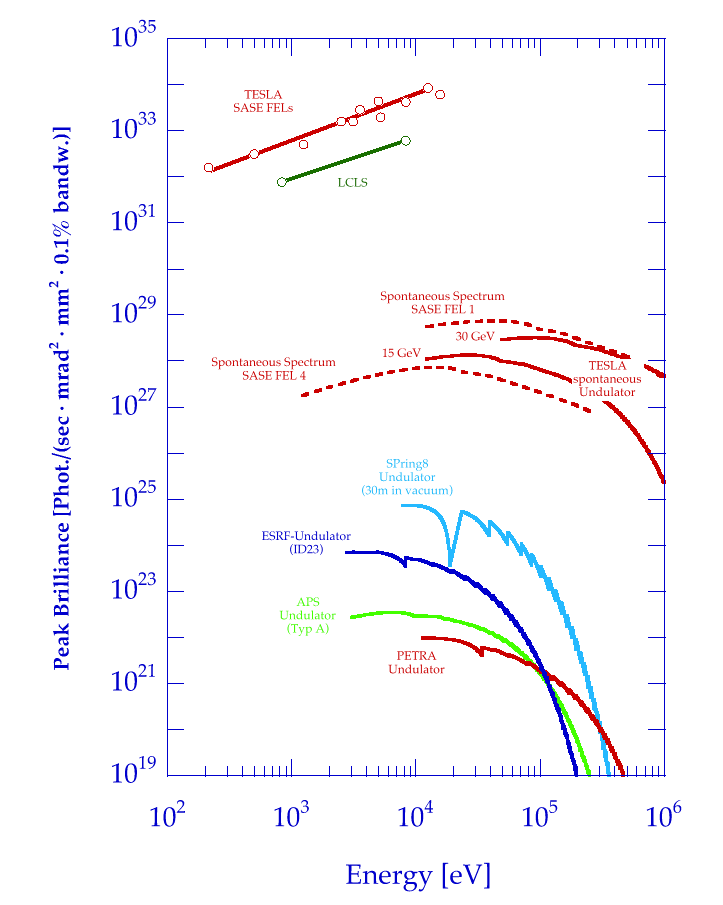 Peak Brilliance [Phot./(sec · mrad² · mm² · 0.1% bandw.)]
10³⁵
10³³
10³¹
10²⁹
10²⁷
10²⁵
10²³
10²¹
10¹⁹
TESLA
SASE FELs
LCLS
Spontaneous Spectrum
SASE FEL 1
30 GeV
15 GeV
Spontaneous Spectrum
SASE FEL 4
TESLA
spontaneous
Undulator
SPring8
Undulator
(30m in vacuum)
ESRF-Undulator
(ID23)
APS
Undulator
(Typ A)
PETRA
Undulator
10²
10³
10⁴
10⁵
10⁶
Energy [eV]